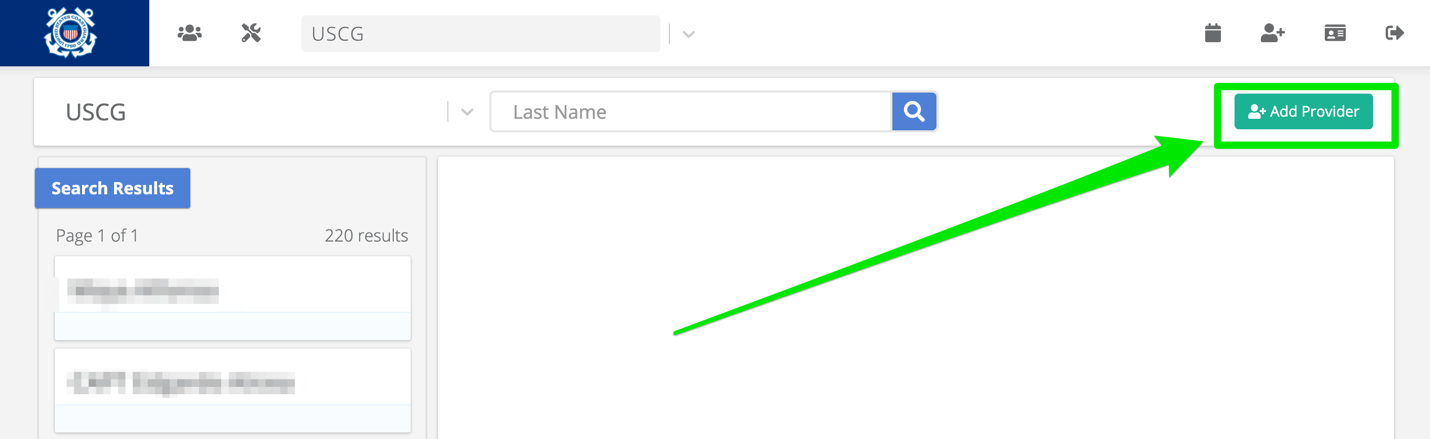 USCG
USCG
Last Name
Add Provider
Search Results
Page 1 of 1
220 results